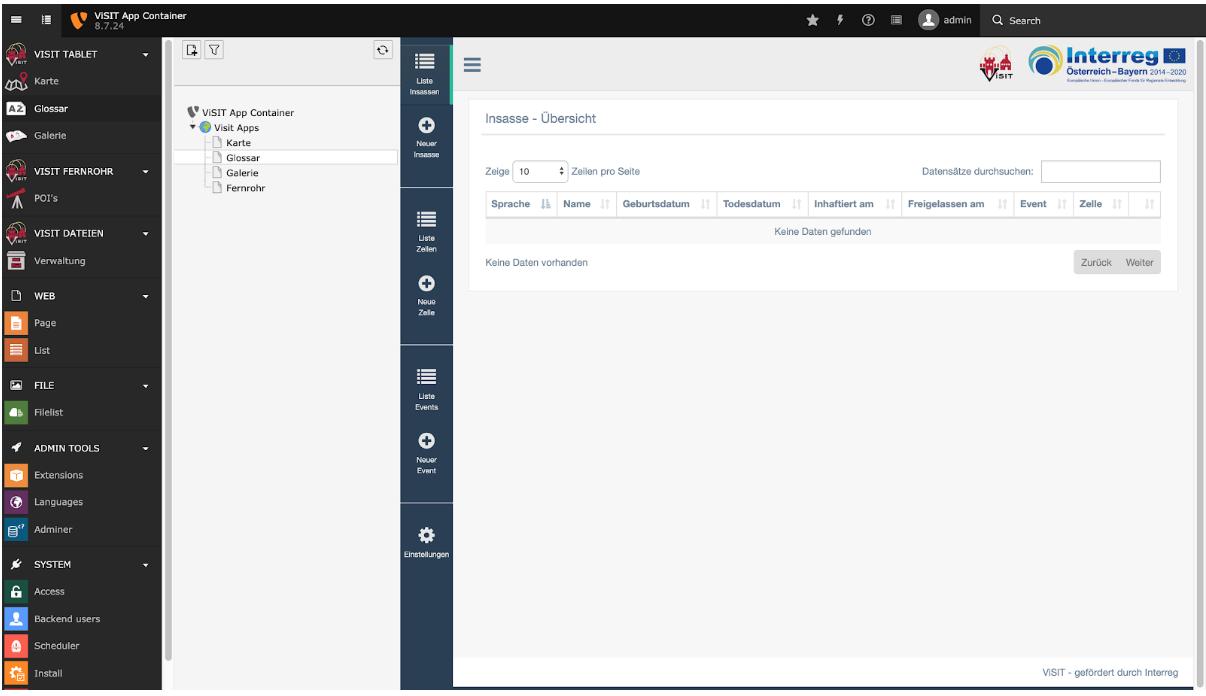 ViSIT App Container
8.7.24
admin
Search
VISIT TABLET
Karte
A2 Glossar
Galerie
VISIT FERNROHR
POI's
VISIT DATEIEN
Verwaltung
WEB
Page
List
FILE
Filelist
ADMIN TOOLS
Extensions
Languages
Adminer
SYSTEM
Access
Backend users
Scheduler
Install
ViSIT App Container
Visit Apps
Karte
Glossar
Galerie
Fernrohr
Liste
Insassen
Neuer
Insasse
Liste
Zellen
Neue
Zelle
Liste
Events
Neuer
Event
Einstellungen
ViSIT
Interreg
Österreich-Bayern 2014-2020
Europäische Union – Europäischer Fonds für Regionale Entwicklung
Insasse - Übersicht
Zeige 10 Zeilen pro Seite
Datensätze durchsuchen:
Sprache Name Geburtsdatum Todesdatum Inhaftiert am Freigelassen am Event Zelle
Keine Daten gefunden
Keine Daten vorhanden
Zurück Weiter
ViSIT - gefördert durch Interreg